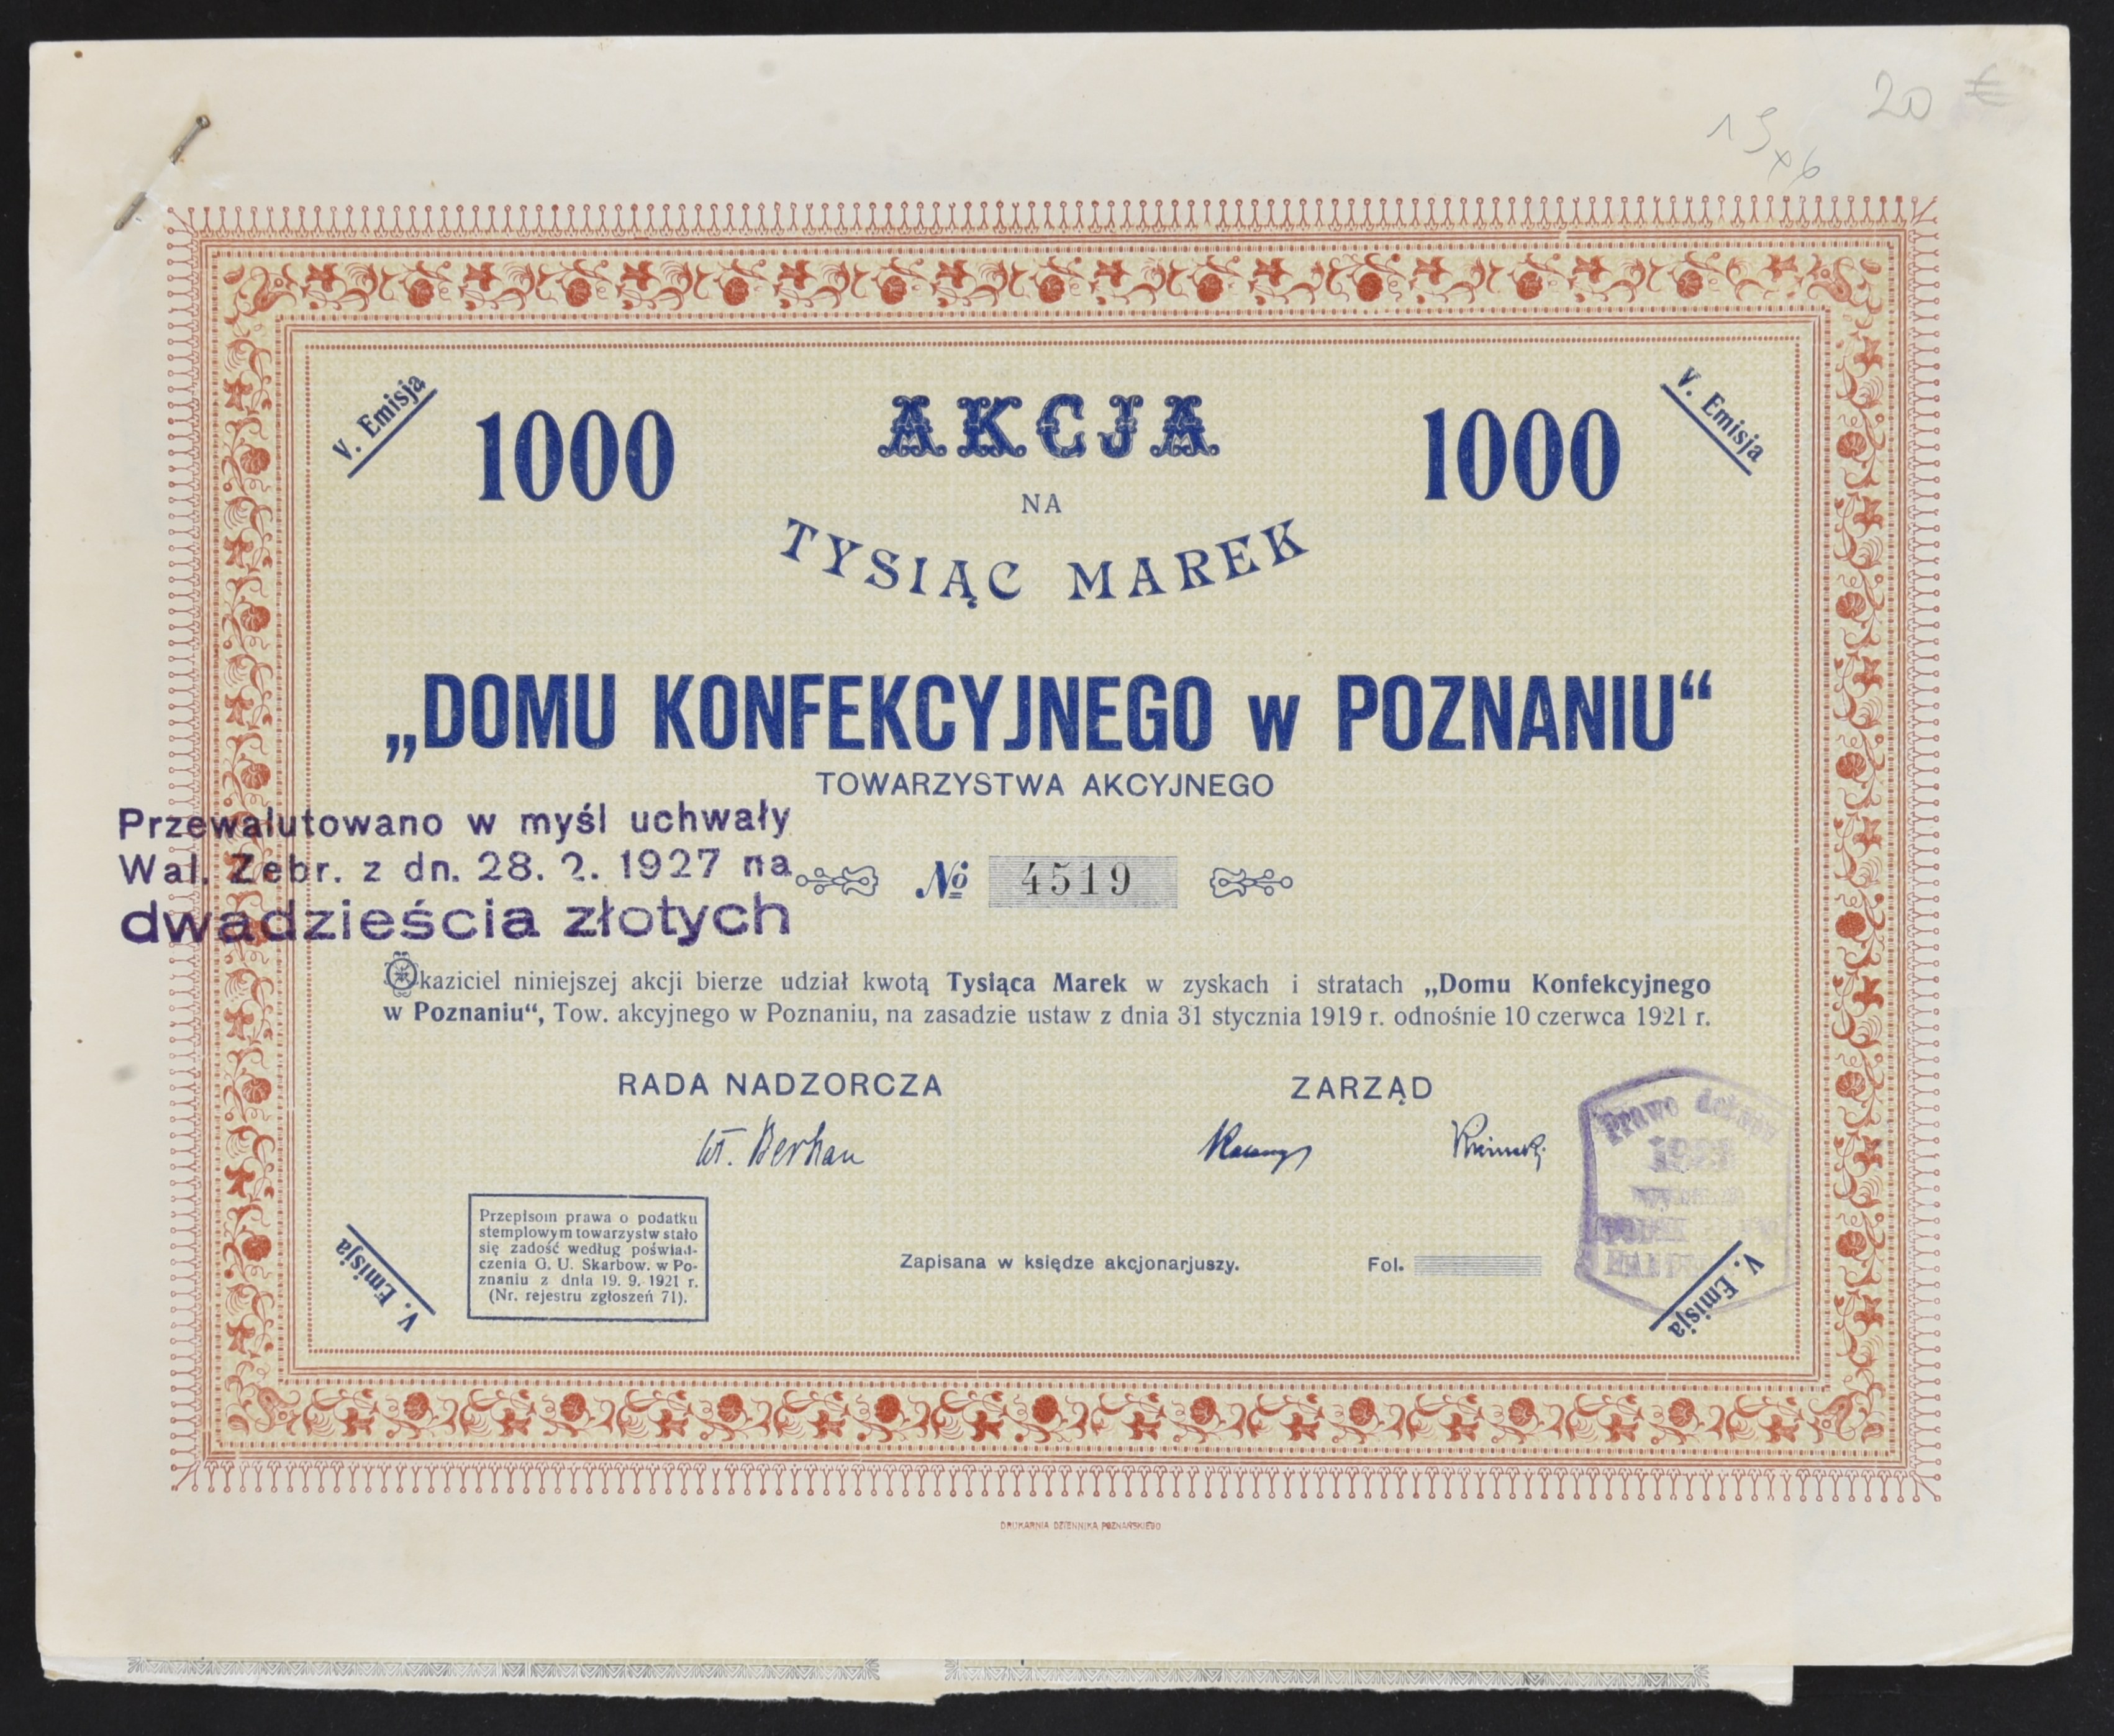 20 €
V. Emisja
V. Emisja
1000
AKCJA
1000
NA
TYSIĄC MAREK
„DOMU KONFEKCYJNEGO w POZNANIU“
TOWARZYSTWA AKCYJNEGO
Przewalutowano w myśl uchwały
Wal. Zebr. z dn. 28. 2. 1927 na
dwadzieścia złotych
№ 4519
Okaziciel niniejszej akcji bierze udział kwotą Tysiąca Marek w zyskach i stratach „Domu Konfekcyjnego
w Poznaniu“, Tow. akcyjnego w Poznaniu, na zasadzie ustaw z dnia 31 stycznia 1919 r. odnośnie 10 czerwca 1921 r.
RADA NADZORCZA
ZARZĄD
Prawo
Przepisom prawa o podatku
stemplowym towarzystw stało
się zadość według poświad-
czenia G. U. Skarbow. w Po-
znaniu z dnia 19. 9. 1921 r.
(Nr. rejestru zgłoszeń 71).
Zapisana w księdze akcjonarjuszy.
Fol.
V. Emisja
V. Emisja
DRUKARNIA DZIENNIKA POZNAŃSKIEGO